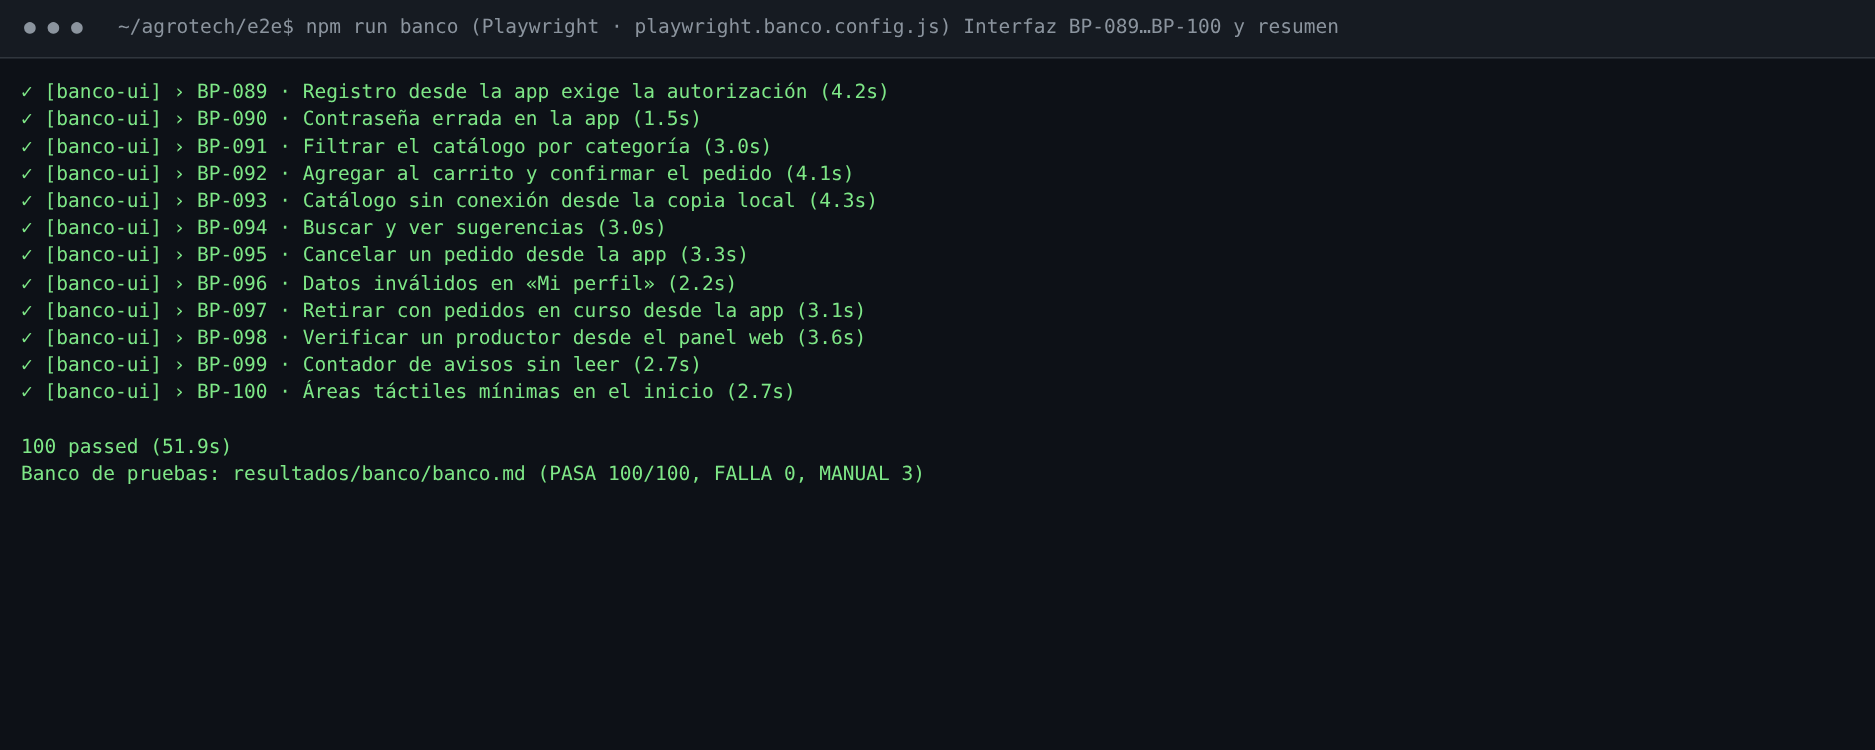 ~/agrotech/e2e$ npm run banco (Playwright · playwright.banco.config.js) Interfaz BP-089…BP-100 y resumen
✓ [banco-ui] › BP-089 · Registro desde la app exige la autorización (4.2s)
✓ [banco-ui] › BP-090 · Contraseña errada en la app (1.5s)
✓ [banco-ui] › BP-091 · Filtrar el catálogo por categoría (3.0s)
✓ [banco-ui] › BP-092 · Agregar al carrito y confirmar el pedido (4.1s)
✓ [banco-ui] › BP-093 · Catálogo sin conexión desde la copia local (4.3s)
✓ [banco-ui] › BP-094 · Buscar y ver sugerencias (3.0s)
✓ [banco-ui] › BP-095 · Cancelar un pedido desde la app (3.3s)
✓ [banco-ui] › BP-096 · Datos inválidos en «Mi perfil» (2.2s)
✓ [banco-ui] › BP-097 · Retirar con pedidos en curso desde la app (3.1s)
✓ [banco-ui] › BP-098 · Verificar un productor desde el panel web (3.6s)
✓ [banco-ui] › BP-099 · Contador de avisos sin leer (2.7s)
✓ [banco-ui] › BP-100 · Áreas táctiles mínimas en el inicio (2.7s)
100 passed (51.9s)
Banco de pruebas: resultados/banco/banco.md (PASA 100/100, FALLA 0, MANUAL 3)